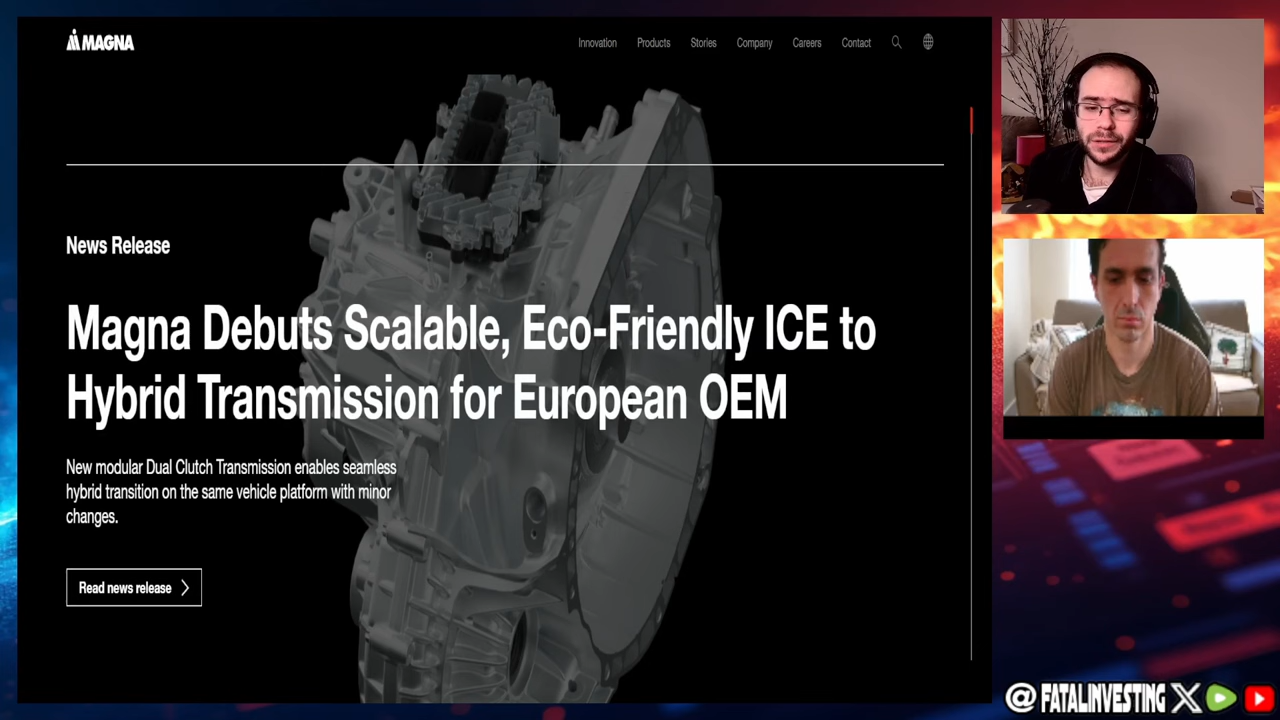 MAGNA
Innovation Products Stories Company Careers Contact
News Release
Magna Debuts Scalable, Eco-Friendly ICE to
Hybrid Transmission for European OEM
New modular Dual Clutch Transmission enables seamless
hybrid transition on the same vehicle platform with minor
changes.
Read news release
@FATALINVESTING